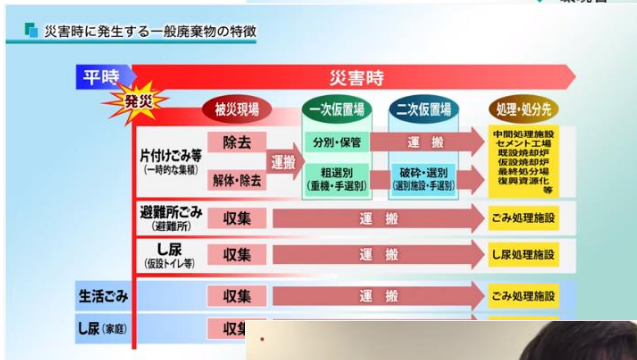 災害時に発生する一般廃棄物の特徴
平時
災害時
発災
被災現場
一次仮置場
二次仮置場
処理・処分先
片付けごみ等
(一時的な集積)
除去
解体・除去
運搬
分別・保管
粗選別
(重機・手選別)
運搬
破砕・選別
(選別施設・手選別)
中間処理施設
セメント工場
既設焼却炉
仮設焼却炉
最終処分場
復興資源化
等
避難所ごみ
(避難所)
収集
運搬
ごみ処理施設
し尿
(仮設トイレ等)
収集
運搬
し尿処理施設
生活ごみ
収集
運搬
ごみ処理施設
し尿(家庭)
収集